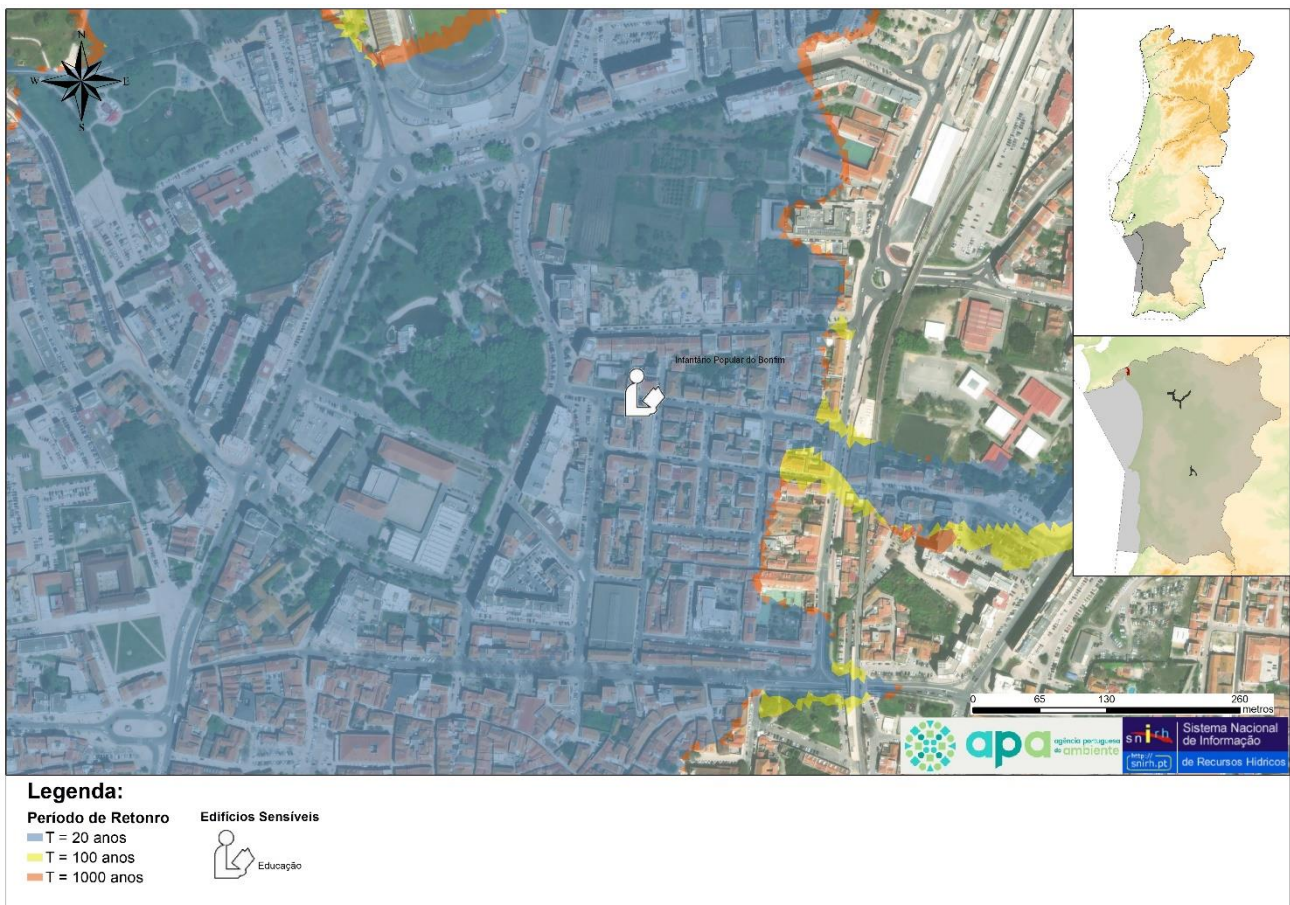 N
W E
S
Infantário Popular do Bonfim
0 65 130 260
metros
apa agência portuguesa
do ambiente
snirh
http://
snirh.pt
Sistema Nacional
de Informação
de Recursos Hídricos
Legenda:
Período de Retonro
T = 20 anos
T = 100 anos
T = 1000 anos
Edifícios Sensíveis
Educação